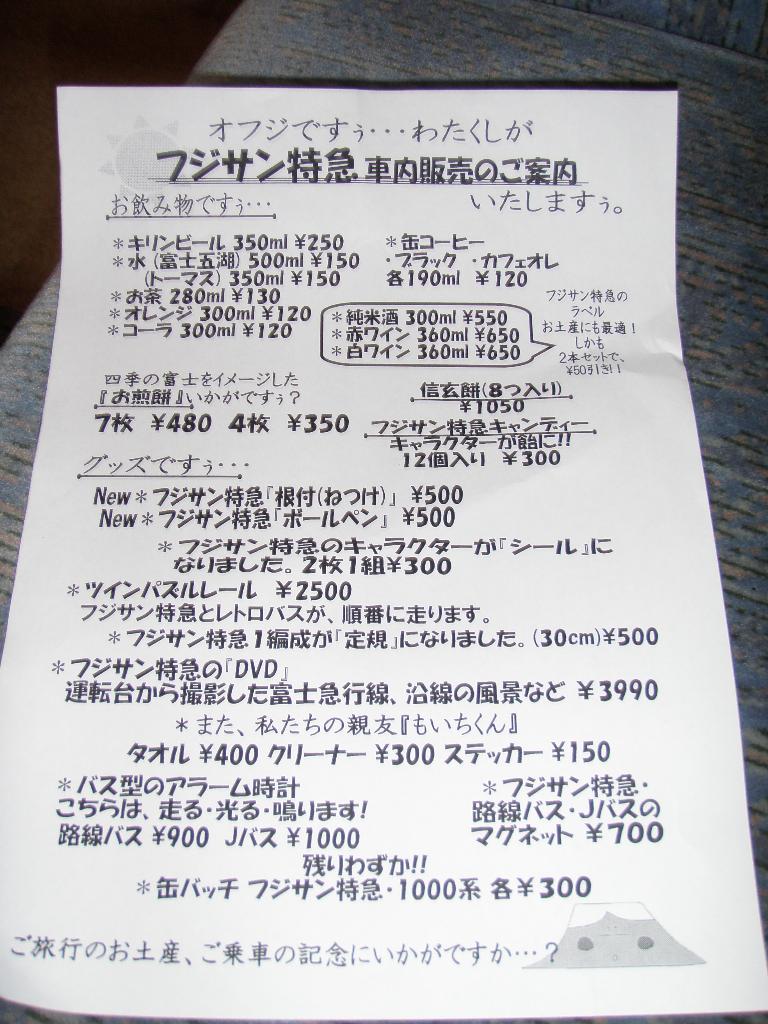 オフジですぅ･･･わたくしが
フジサン特急 車内販売のご案内
いたしますぅ。
お飲み物ですぅ･･･
＊キリンビール 350ml ¥250
＊水 (富士五湖) 500ml ¥150
(トーマス) 350ml ¥150
＊お茶 280ml ¥130
＊オレンジ 300ml ¥120
＊コーラ 300ml ¥120
＊缶コーヒー
・ブラック ・カフェオレ
各190ml ¥120
＊純米酒 300ml ¥550
＊赤ワイン 360ml ¥650
＊白ワイン 360ml ¥650
フジサン特急の
ラベル
お土産にも最適！
しかも
2本セットで、
¥50引き!！
四季の富士をイメージした
『お煎餅』いかがですぅ？
7枚 ¥480 4枚 ¥350
信玄餅(8つ入り)
¥1050
フジサン特急キャンディー
キャラクターが飴に!!
12個入り ¥300
グッズですぅ･･･
New＊フジサン特急『根付(ねつけ)』 ¥500
New＊フジサン特急『ボールペン』 ¥500
＊フジサン特急のキャラクターが『シール』に
なりました。2枚1組¥300
＊ツインパズルレール ¥2500
フジサン特急とレトロバスが、順番に走ります。
＊フジサン特急1編成が『定規』になりました。(30cm)¥500
＊フジサン特急の『DVD』
運転台から撮影した富士急行線、沿線の風景など ¥3990
＊また、私たちの親友『もいちくん』
タオル ¥400 クリーナー ¥300 ステッカー ¥150
＊バス型のアラーム時計
こちらは、走る・光る・鳴ります!
路線バス ¥900 Jバス ¥1000
＊フジサン特急・
路線バス・Jバスの
マグネット ¥700
残りわずか!!
＊缶バッチ フジサン特急・1000系 各¥300
ご旅行のお土産、ご乗車の記念にいかがですか…？